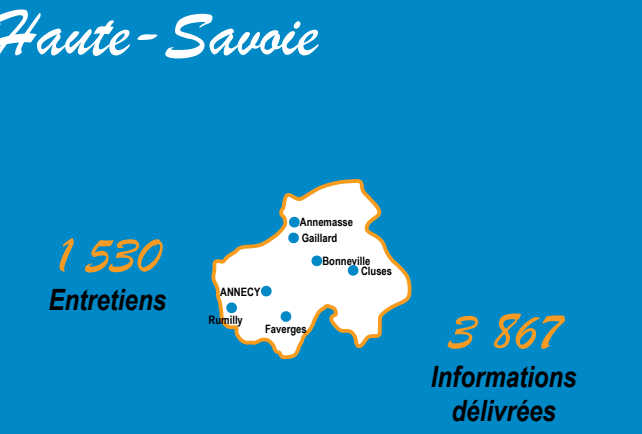 Haute-Savoie
Annemasse
Gaillard
Bonneville
Cluses
1 530
Entretiens
ANNECY
Rumilly
Faverges
3 867
Informations
délivrées